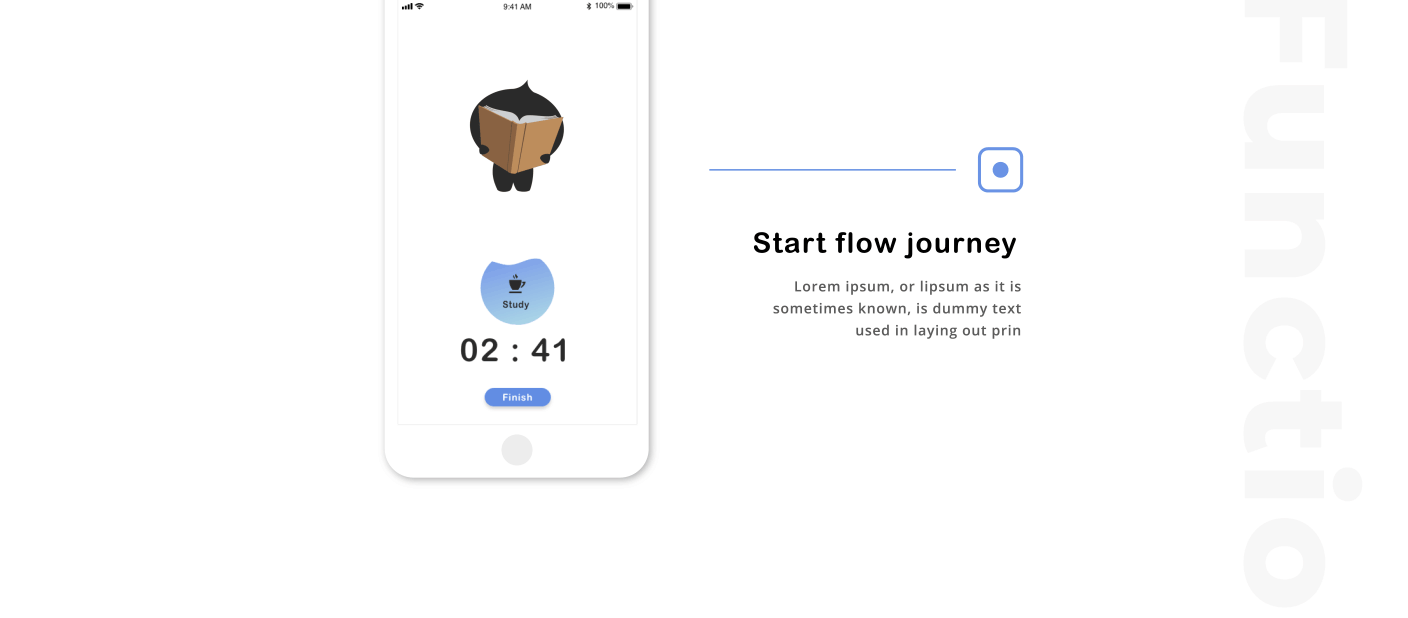 9:41 AM
100%
Study
02 : 41
Finish
Start flow journey
Lorem ipsum, or lipsum as it is
sometimes known, is dummy text
used in laying out prin
Functio